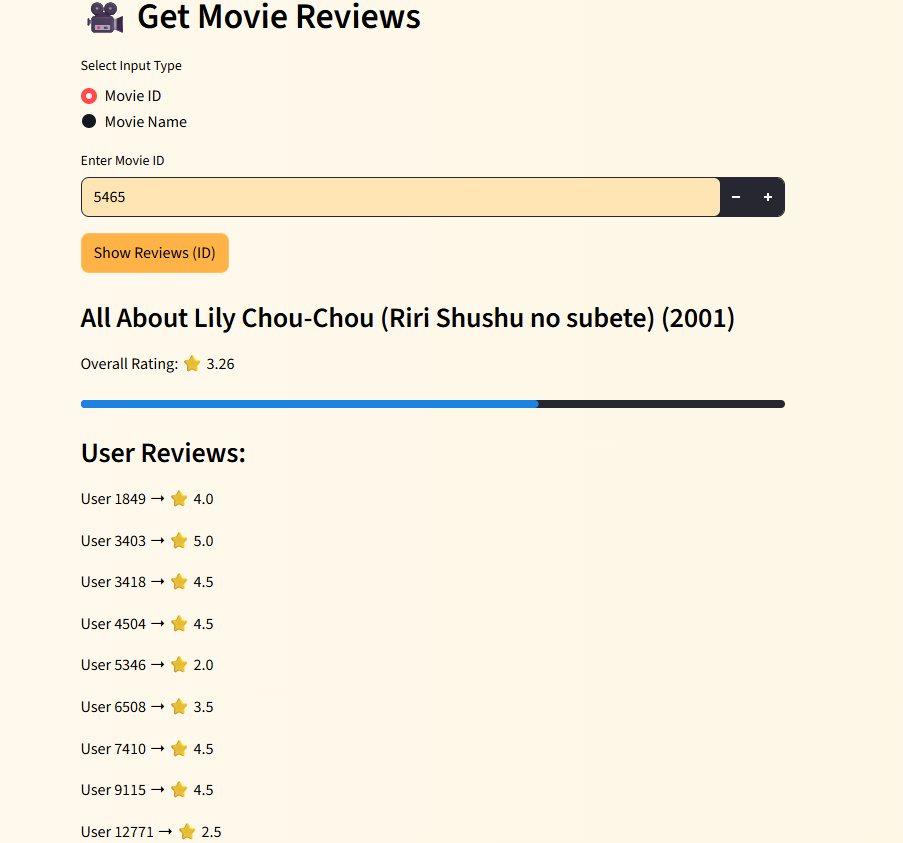 Get Movie Reviews
Select Input Type
Movie ID
Movie Name
Enter Movie ID
5465
− +
Show Reviews (ID)
All About Lily Chou-Chou (Riri Shushu no subete) (2001)
Overall Rating: ⭐ 3.26
User Reviews:
User 1849 → ⭐ 4.0
User 3403 → ⭐ 5.0
User 3418 → ⭐ 4.5
User 4504 → ⭐ 4.5
User 5346 → ⭐ 2.0
User 6508 → ⭐ 3.5
User 7410 → ⭐ 4.5
User 9115 → ⭐ 4.5
User 12771 → ⭐ 2.5